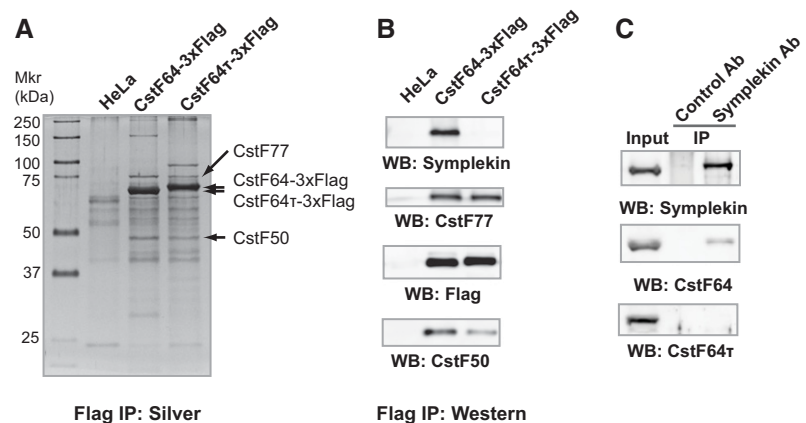 A
Mkr
(kDa)
HeLa
CstF64-3xFlag
CstF64τ-3xFlag
250
150
100
75
50
37
25
CstF77
CstF64-3xFlag
CstF64τ-3xFlag
CstF50
Flag IP: Silver
B
HeLa
CstF64-3xFlag
CstF64τ-3xFlag
WB: Symplekin
WB: CstF77
WB: Flag
WB: CstF50
Flag IP: Western
C
Control Ab
Symplekin Ab
Input
IP
WB: Symplekin
WB: CstF64
WB: CstF64τ